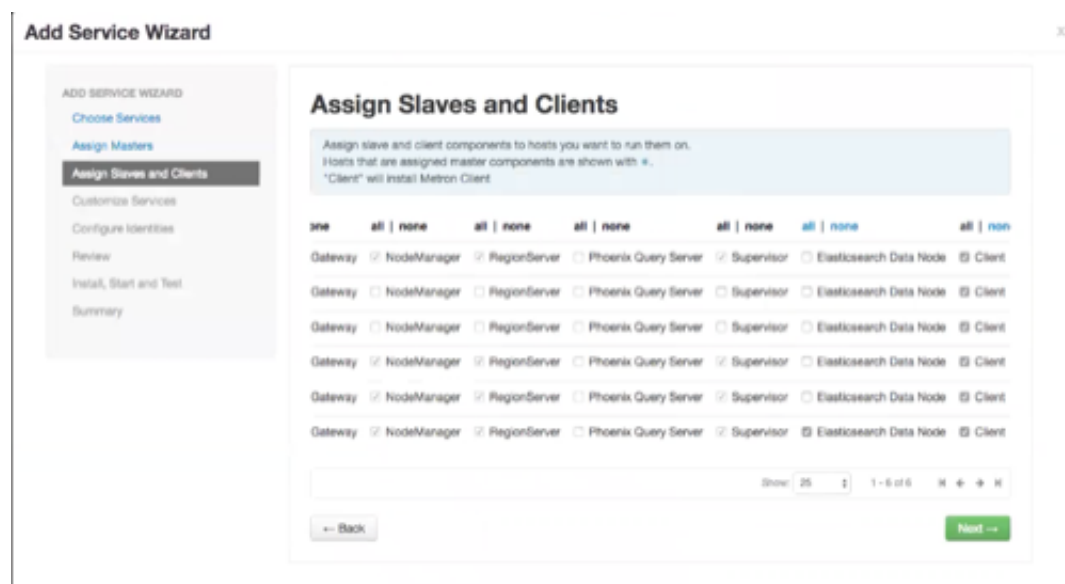 Add Service Wizard
X
ADD SERVICE WIZARD
Choose Services
Assign Masters
Assign Slaves and Clients
Customize Services
Configure Identities
Review
Install, Start and Test
Summary
Assign Slaves and Clients
Assign slave and client components to hosts you want to run them on.
Hosts that are assigned master components are shown with *.
"Client" will install Metron Client
one all | none all | none all | none all | none all | none all | non
Gateway NodeManager RegionServer Phoenix Query Server Supervisor Elasticsearch Data Node Client
Gateway NodeManager RegionServer Phoenix Query Server Supervisor Elasticsearch Data Node Client
Gateway NodeManager RegionServer Phoenix Query Server Supervisor Elasticsearch Data Node Client
Gateway NodeManager RegionServer Phoenix Query Server Supervisor Elasticsearch Data Node Client
Gateway NodeManager RegionServer Phoenix Query Server Supervisor Elasticsearch Data Node Client
Gateway NodeManager RegionServer Phoenix Query Server Supervisor Elasticsearch Data Node Client
Show: 25 1 - 6 of 6
← Back
Next →